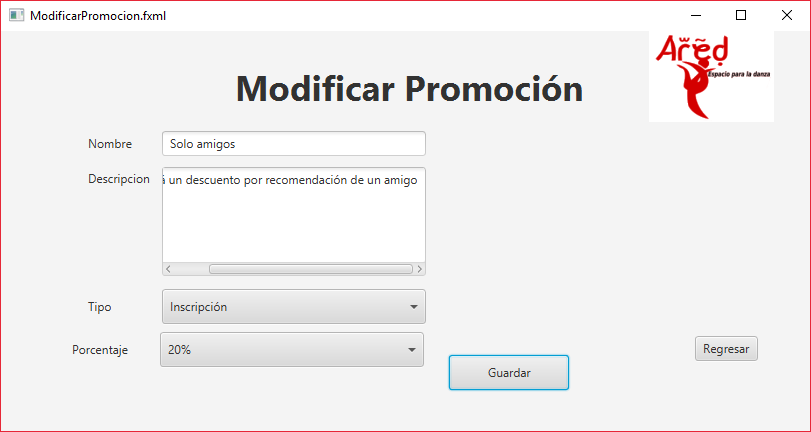 ModificarPromocion.fxml
Ared
Espacio para la danza
Modificar Promoción
Nombre
Solo amigos
Descripcion
á un descuento por recomendación de un amigo
Tipo
Inscripción
Porcentaje
20%
Regresar
Guardar